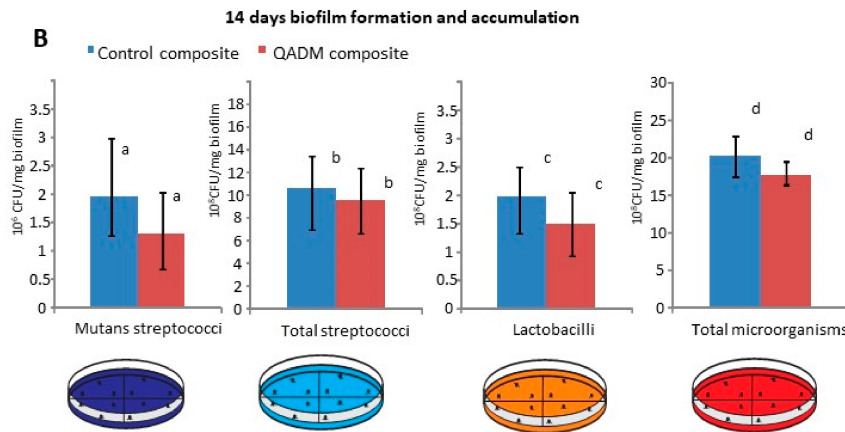 14 days biofilm formation and accumulation
B
Control composite QADM composite
10⁶ CFU/mg biofilm
3.5
3
2.5
2
1.5
1
0.5
0
a
a
Mutans streptococci
10⁸CFU/mg biofilm
18
16
14
12
10
8
6
4
2
0
b
b
Total streptococci
10⁸CFU/mg biofilm
3.5
3
2.5
2
1.5
1
0.5
0
c
c
Lactobacilli
10⁸CFU/mg biofilm
30
25
20
15
10
5
0
d
d
Total microorganisms